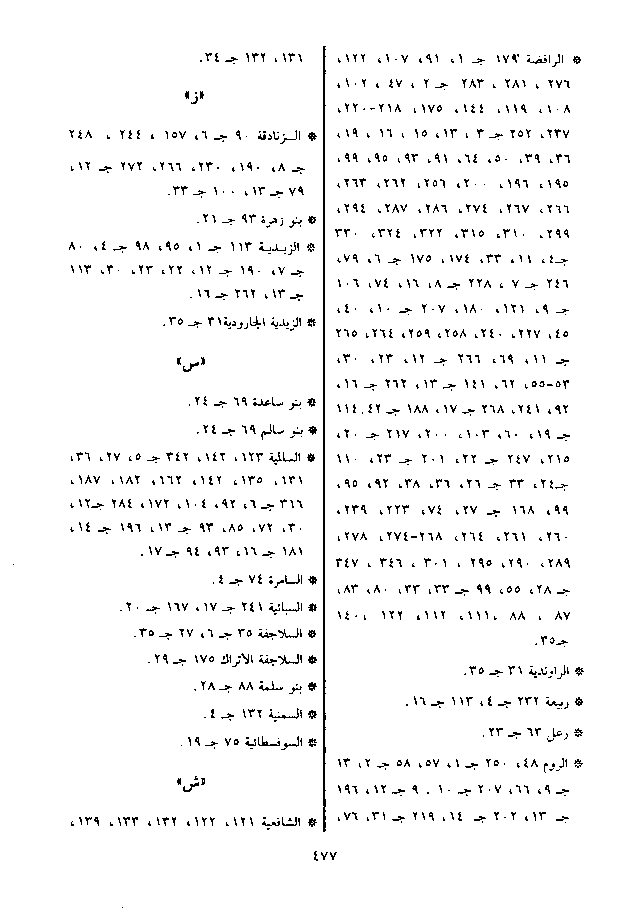 * الرافضة ١٧٩ جـ ١، ٩١، ١٠٧، ١٢٢،
٢٧٦ ، ٢٨١ ، ٢٨٣ جـ ٢ ، ٤٧ ، ١٠٢،
١٠٨، ١١٩، ١٤٤، ١٧٥، ٢١٨-٢٢٠،
٢٣٧، ٢٥٢ جـ ٣ ، ١٣، ١٥ ، ١٦ ، ١٩،
٣٦، ٣٩، ٥٠، ٦٤، ٩١، ٩٣، ٩٥، ٩٩،
١٩٥، ١٩٦، ٢٠٠، ٢٥٦، ٢٦٢، ٢٦٣،
٢٦٦، ٢٦٧، ٢٧٤، ٢٨٦، ٢٨٧، ٢٩٤،
٢٩٩، ٣١٠، ٣١٥، ٣٢٢، ٣٢٤، ٣٣٠
جـ٤، ١١، ٣٣، ١٧٤، ١٧٥ جـ ٦، ٧٩،
٢٤٦ جـ ٧ ، ٢٢٨ جـ ٨، ١٦، ٧٤، ١٠٦
جـ ٩، ١٢١، ١٨٠، ٢٠٧ جـ ١٠، ٤٠،
٤٥، ٢٢٧، ٢٤٠، ٢٥٨، ٢٥٩، ٢٦٤، ٢٦٥
جـ ١١، ٦٩، ٢٦٦ جـ ١٢، ٢٣، ٣٠،
٥٣-٥٥، ٦٢، ١٤١ جـ ١٣، ٢٦٢ جـ ١٦،
٩٢، ٢٤١، ٢٦٨ جـ ١٧، ١٨٨ جـ ٤٢، ١١٤
جـ ١٩، ٦٠، ١٠٣، ٢٠٠، ٢١٧ جـ ٢٠،
٢١٥، ٢٤٧ جـ ٢٢، ٢٠١ جـ ٢٣، ١١٠
جـ٢٤، ٣٣ جـ ٢٦، ٣٦، ٣٨، ٩٢، ٩٥،
٩٩، ١٦٨ جـ ٢٧، ٧٤، ٢٢٣، ٢٣٩،
٢٦٠، ٢٦١، ٢٦٤، ٢٦٨-٢٧٤، ٢٧٨،
٢٨٩، ٢٩٠، ٢٩٥ ، ٣٠١ ، ٣٤٦ ، ٣٤٧
جـ ٢٨، ٥٥، ٩٩ جـ ٣٣، ٣٣، ٨٠، ٨٣،
٨٧ ، ٨٨ ،١١١، ١١٢، ١٢٢ ،١٤٠
جـ٣٥.
* الراوندية ٣١ جـ ٣٥.
* ربيعة ٢٣٢ جـ ٤، ١١٣ جـ ١٦.
* رعل ٦٣ جـ ٢٣.
* الروم ٤٨، ٢٥٠ جـ ١، ٥٧، ٥٨ جـ ٢، ١٣
جـ ٩، ٦٦، ٢٠٧ جـ ١٠ . ٩ جـ ١٢، ١٩٦
جـ ١٣، ٢٠٢ جـ ٦٤، ٢١٩ جـ ٣١، ٧٦،
١٣١، ١٣٢ جـ ٣٤.
«ز»
* الـزنادقة ٩٠ جـ ٦، ١٥٧ ، ٢٤٤ ، ٢٤٨
جـ ٨، ١٩٠، ٢٣٠، ٢٦٦، ٢٧٢ جـ ١٢،
٧٩ جـ ١٣، ١٠٠ جـ ٣٣.
* بنو زهرة ٩٣ جـ ٢١.
* الزيـدية ١١٣ جـ ١، ٩٥، ٩٨ جـ ٤، ٨٠
جـ ٧، ١٩٠ جـ ١٢، ٢٢، ٢٣، ٣٠، ١١٣
جـ ١٣، ٢٦٢ جـ ١٦.
* الزيدية الجارودية٣١ جـ ٣٥.
«س»
* بنو ساعدة ٦٩ جـ ٢٤.
* بنو سالم ٦٩ جـ ٢٤.
* السالمية ١٢٣، ١٤٢، ٣٤٢ جـ ٥، ٢٧، ٣٦،
١٣١، ١٣٥، ١٤٢، ١٦٢، ١٨٢، ١٨٧،
٣١٦ جـ ٦، ٩٢، ١٠٤، ١٧٢، ٢٨٤ جـ١٢،
٣٠، ٧٢، ٨٥، ٩٣ جـ ١٣، ١٩٦ جـ ١٤،
١٨١ جـ ١٦، ٩٣، ٩٤ جـ ١٧.
* السامرة ٧٤ جـ ٤.
* السبائية ٢٤١ جـ ١٧، ١٦٧ جـ ٢٠.
* السلاجقة ٣٥ جـ ٦، ٢٧ جـ ٣٥.
* السلاجقة الأتراك ١٧٥ جـ ٢٩.
* بنو سلمة ٨٨ جـ ٢٨.
* السمنية ١٣٢ جـ ٤.
* السوفسطائية ٧٥ جـ ١٩.
«ش»
* الشافعية ١٢١، ١٢٢، ١٣٢، ١٣٣، ١٣٩،
٤٧٧